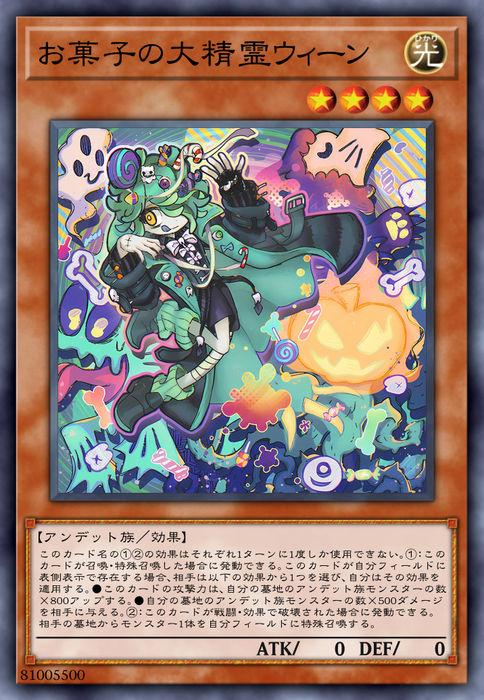 お菓子の大精霊ウィーン
ひかり
光
【アンデット族／効果】
このカード名の①②の効果はそれぞれ1ターンに1度しか使用できない。①：この
カードが召喚・特殊召喚した場合に発動できる。このカードが自分フィールドに
表側表示で存在する場合、相手は以下の効果から1つを選び、自分はその効果を
適用する。●このカードの攻撃力は、自分の墓地のアンデット族モンスターの数
×800アップする。●自分の墓地のアンデット族モンスターの数×500ダメージ
を相手に与える。②：このカードが戦闘・効果で破壊された場合に発動できる。
相手の墓地からモンスター1体を自分フィールドに特殊召喚する。
ATK/ 0 DEF/ 0
81005500